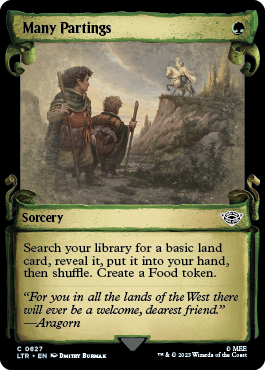 Many Partings
Sorcery
Search your library for a basic land
card, reveal it, put it into your hand,
then shuffle. Create a Food token.
"For you in all the lands of the West there
will ever be a welcome, dearest friend."
—Aragorn
C 0627
LTR • EN Dmitry Burmak
© MEE
™ & © 2023 Wizards of the Coast